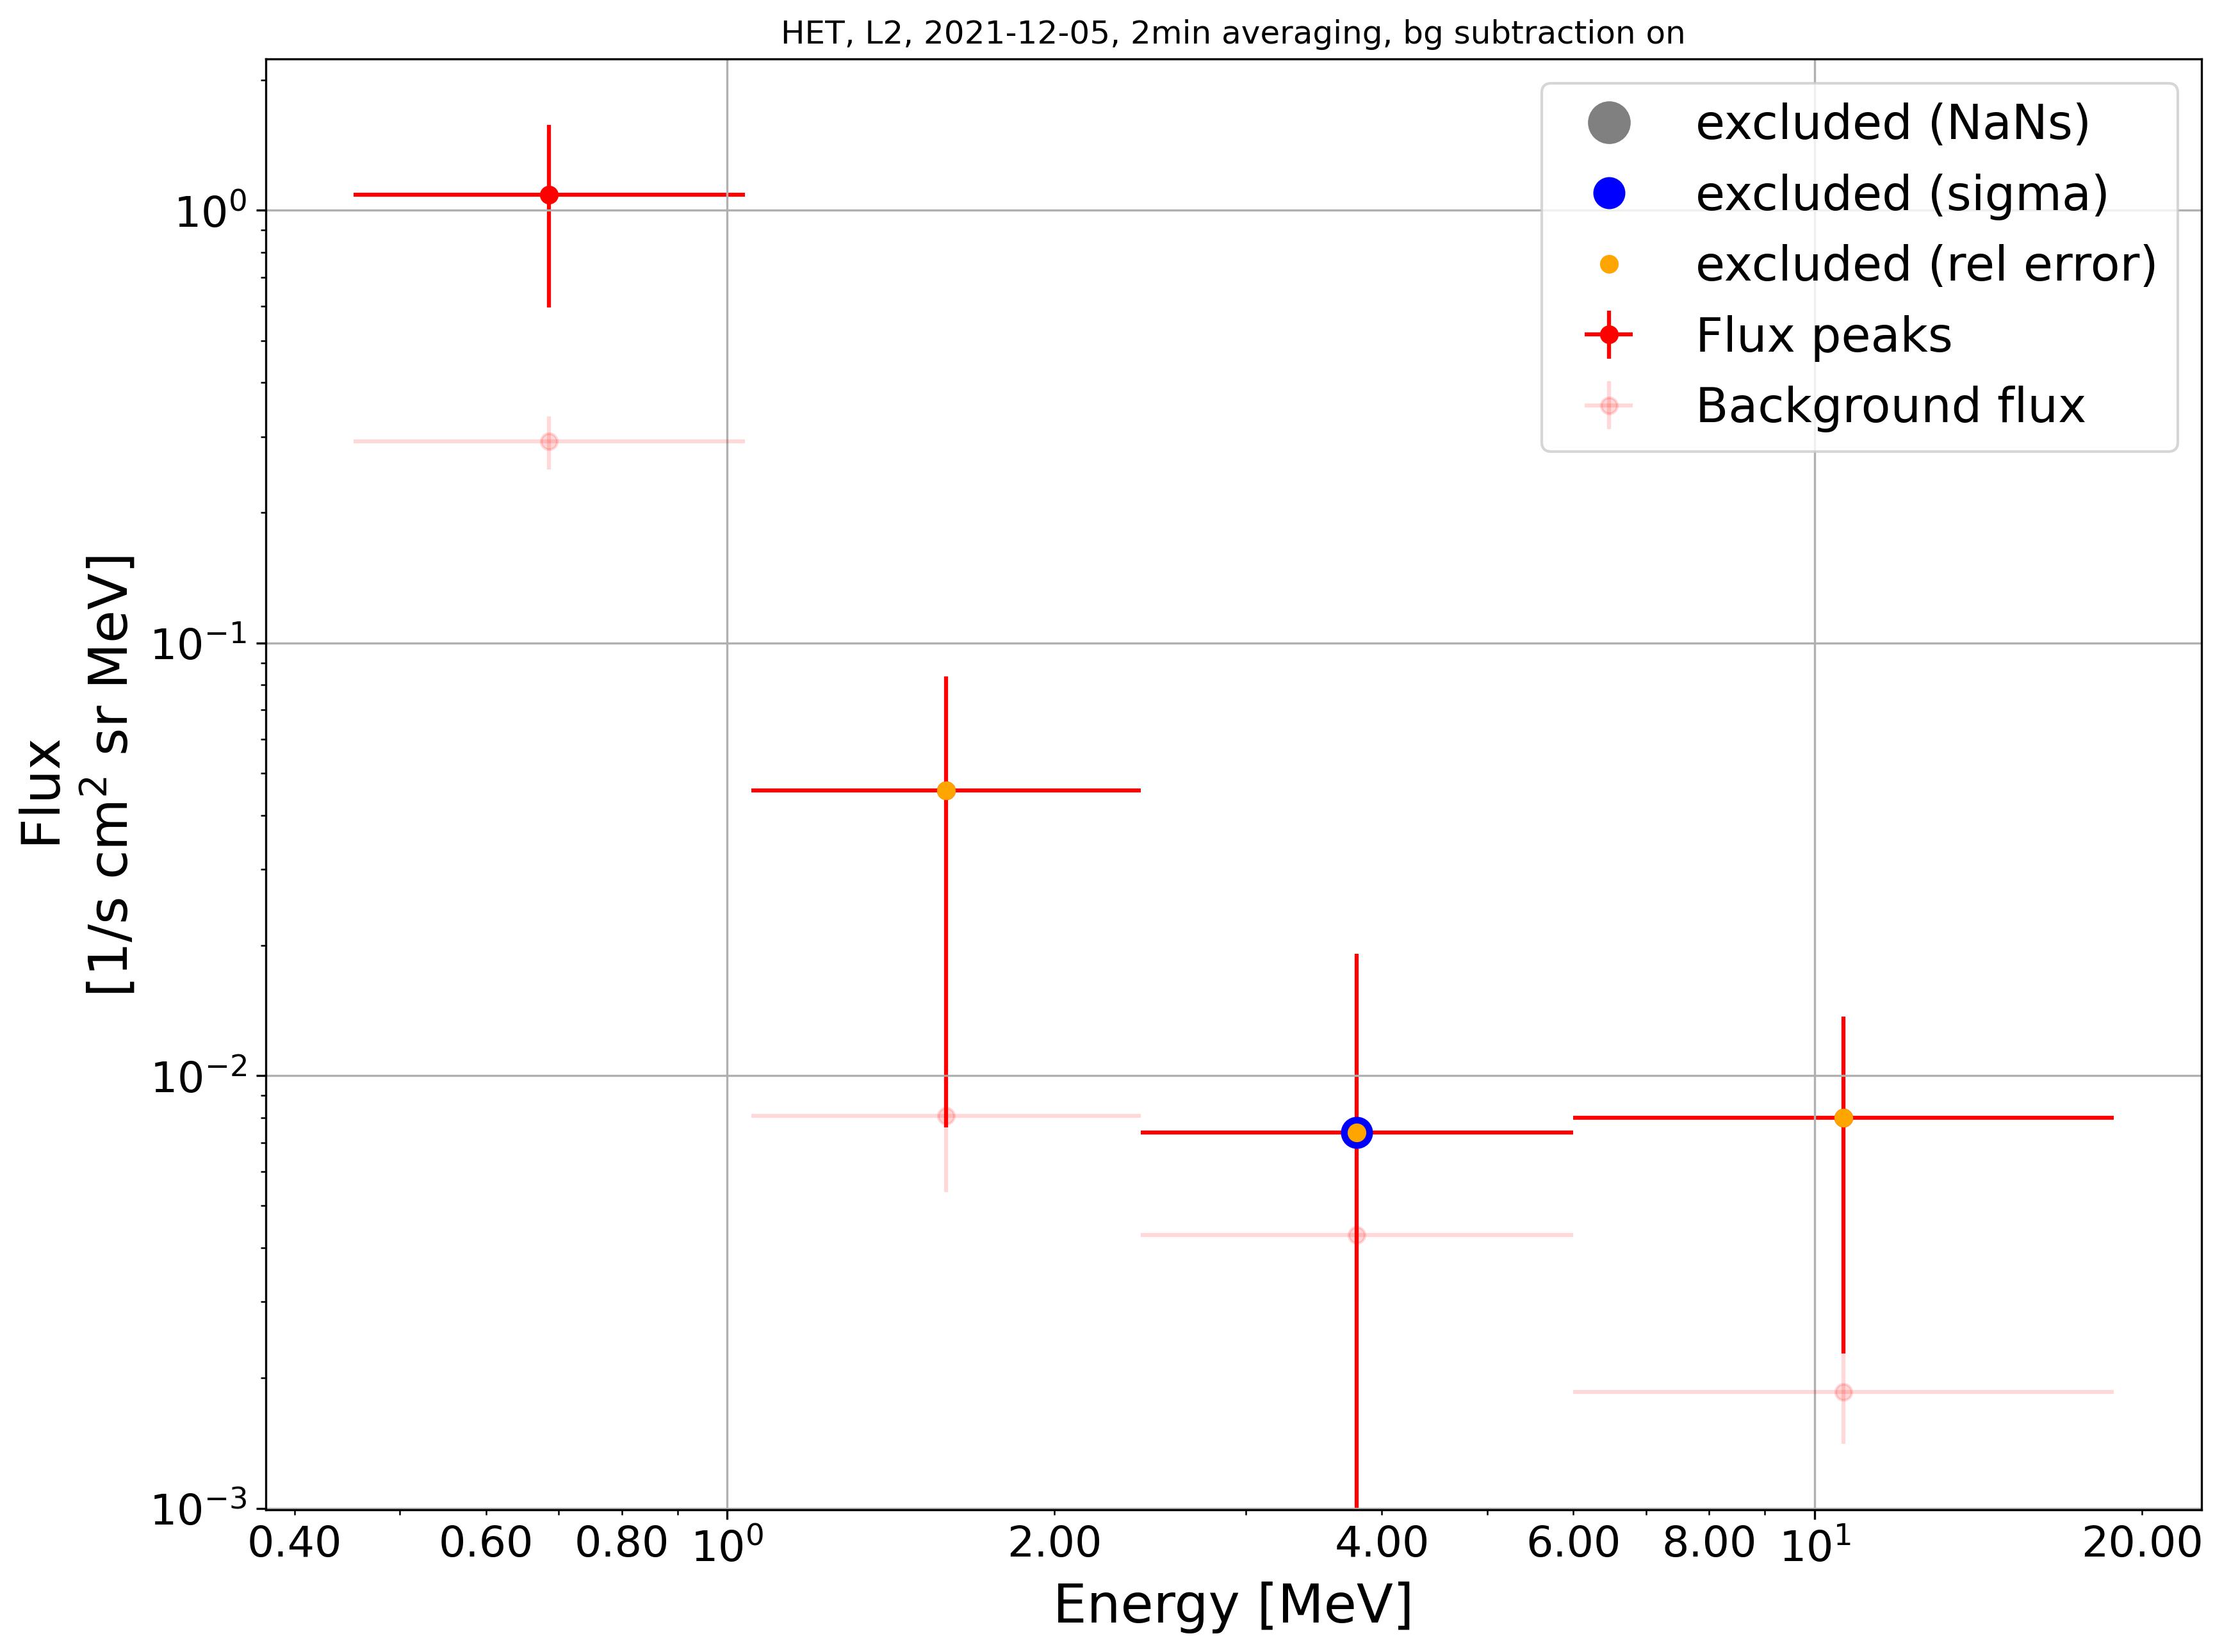 HET, L2, 2021-12-05, 2min averaging, bg subtraction on
excluded (NaNs)
excluded (sigma)
excluded (rel error)
Flux peaks
Background flux
Flux
[1/s cm² sr MeV]
10⁰
10⁻¹
10⁻²
10⁻³
0.40 0.60 0.80 10⁰ 2.00 4.00 6.00 8.00 10¹ 20.00
Energy [MeV]